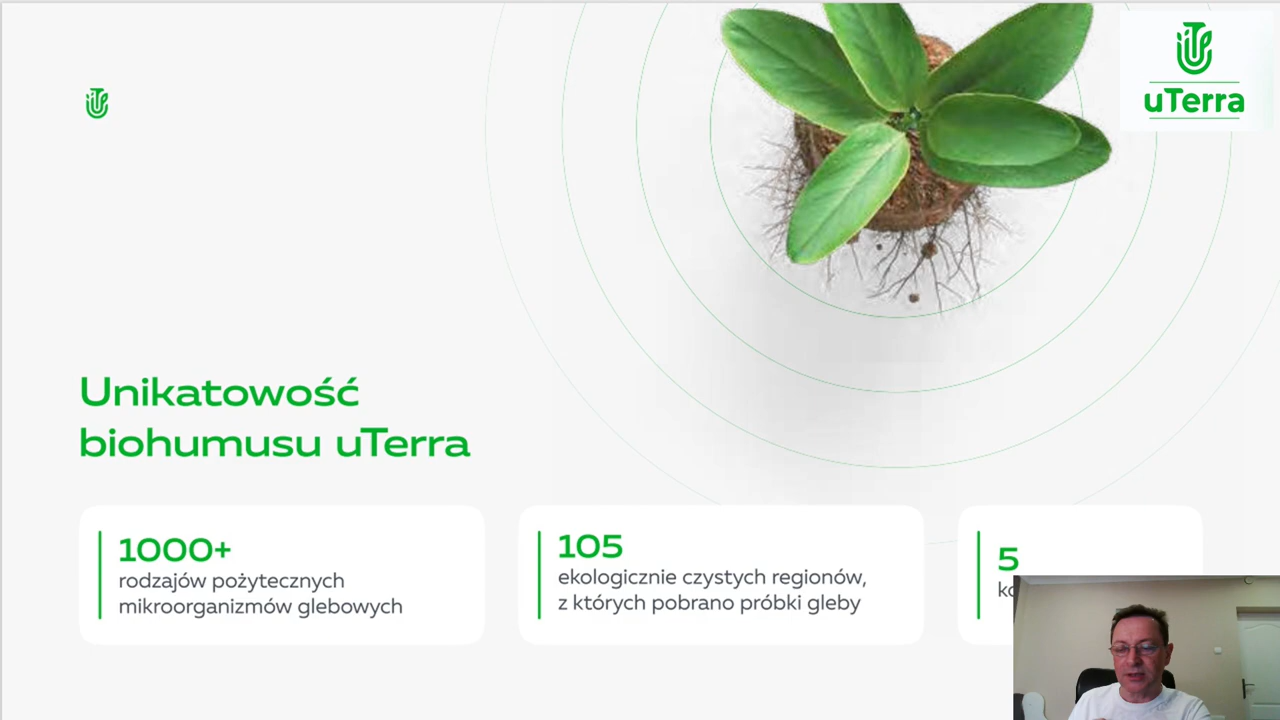 uTerra
Unikatowość
biohumusu uTerra
1000+
rodzajów pożytecznych
mikroorganizmów glebowych
105
ekologicznie czystych regionów,
z których pobrano próbki gleby
5